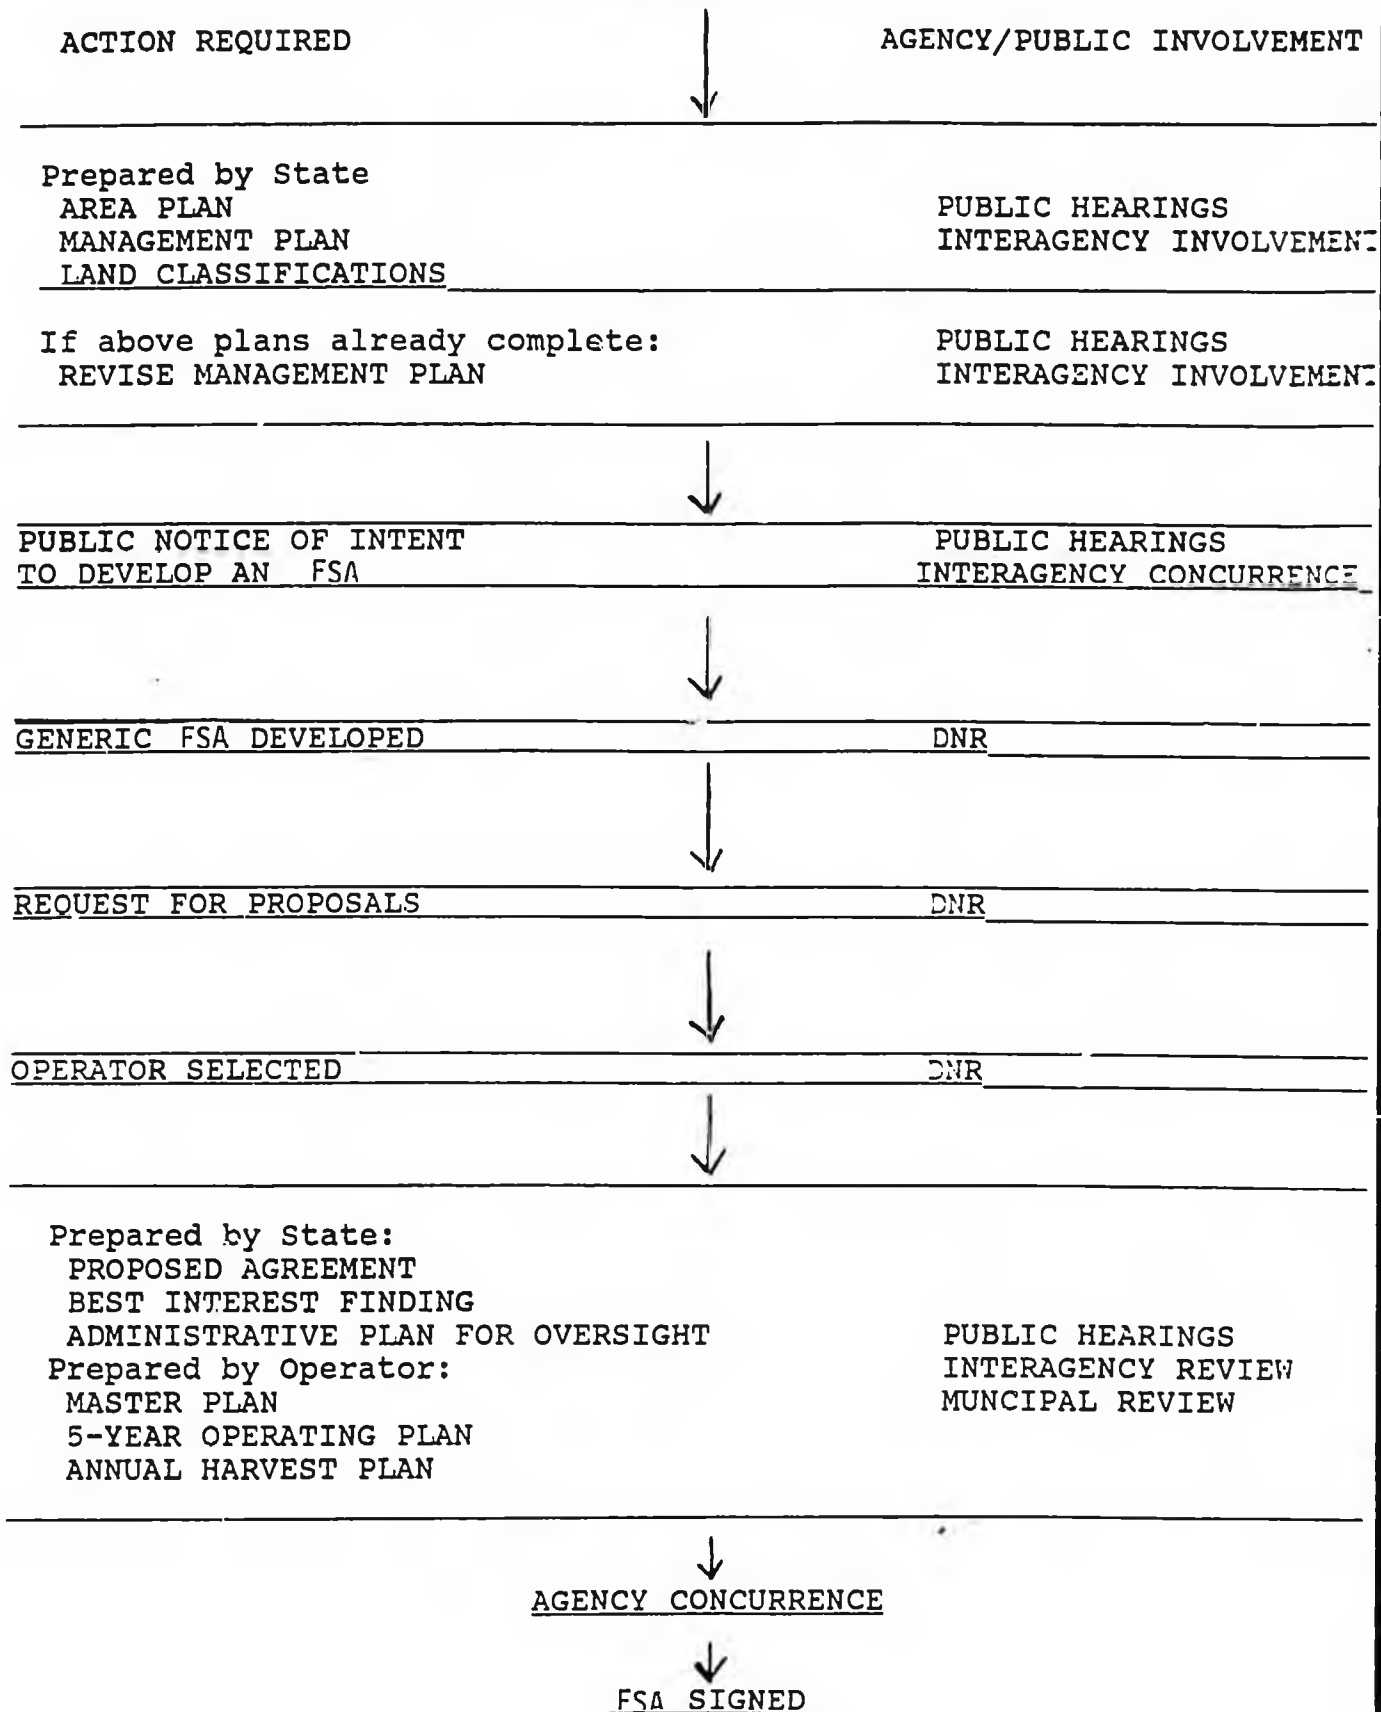 ACTION REQUIRED AGENCY/PUBLIC INVOLVEMENT
Prepared by State
AREA PLAN PUBLIC HEARINGS
MANAGEMENT PLAN INTERAGENCY INVOLVEMENT
LAND CLASSIFICATIONS
If above plans already complete: PUBLIC HEARINGS
REVISE MANAGEMENT PLAN INTERAGENCY INVOLVEMENT
PUBLIC NOTICE OF INTENT PUBLIC HEARINGS
TO DEVELOP AN FSA INTERAGENCY CONCURRENCE
GENERIC FSA DEVELOPED DNR
REQUEST FOR PROPOSALS DNR
OPERATOR SELECTED DNR
Prepared by State:
PROPOSED AGREEMENT
BEST INTEREST FINDING
ADMINISTRATIVE PLAN FOR OVERSIGHT PUBLIC HEARINGS
Prepared by Operator: INTERAGENCY REVIEW
MASTER PLAN MUNCIPAL REVIEW
5-YEAR OPERATING PLAN
ANNUAL HARVEST PLAN
AGENCY CONCURRENCE
FSA SIGNED